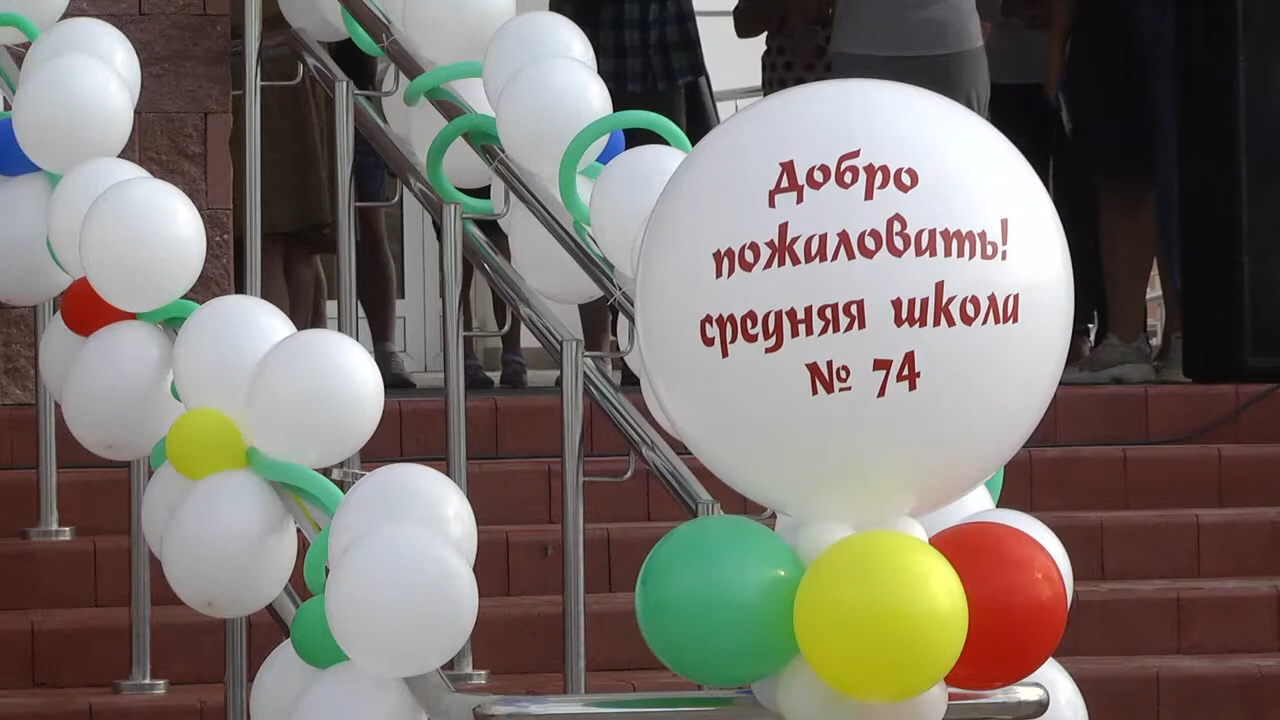 Добро
пожаловать!
средняя школа
№ 74